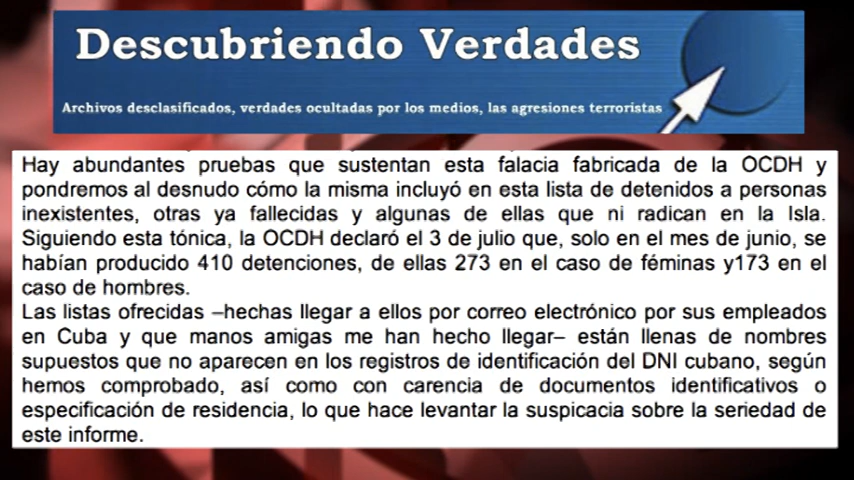 Descubriendo Verdades
Archivos desclasificados, verdades ocultadas por los medios, las agresiones terroristas
Hay abundantes pruebas que sustentan esta falacia fabricada de la OCDH y
pondremos al desnudo cómo la misma incluyó en esta lista de detenidos a personas
inexistentes, otras ya fallecidas y algunas de ellas que ni radican en la Isla.
Siguiendo esta tónica, la OCDH declaró el 3 de julio que, solo en el mes de junio, se
habían producido 410 detenciones, de ellas 273 en el caso de féminas y173 en el
caso de hombres.
Las listas ofrecidas –hechas llegar a ellos por correo electrónico por sus empleados
en Cuba y que manos amigas me han hecho llegar– están llenas de nombres
supuestos que no aparecen en los registros de identificación del DNI cubano, según
hemos comprobado, así como con carencia de documentos identificativos o
especificación de residencia, lo que hace levantar la suspicacia sobre la seriedad de
este informe.